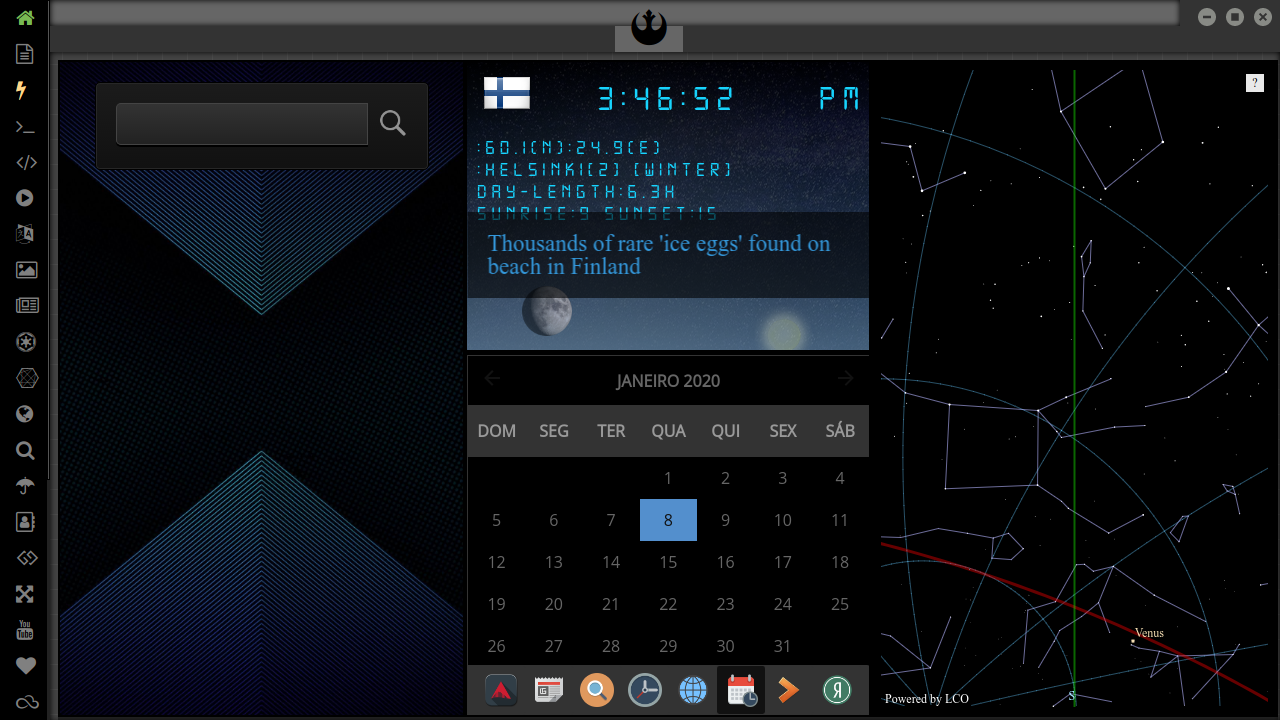 ?
3:46:52 PM
:60.1(N):24.9(E)
:HELSINKI(2) (WINTER)
DAY-LENGTH:6.3H
SUNRISE:9 SUNSET:15
Thousands of rare 'ice eggs' found on
beach in Finland
JANEIRO 2020
DOM SEG TER QUA QUI SEX SÁB
1 2 3 4
5 6 7 8 9 10 11
12 13 14 15 16 17 18
19 20 21 22 23 24 25
26 27 28 29 30 31
Venus
S
Powered by LCO
You
Tube
Я